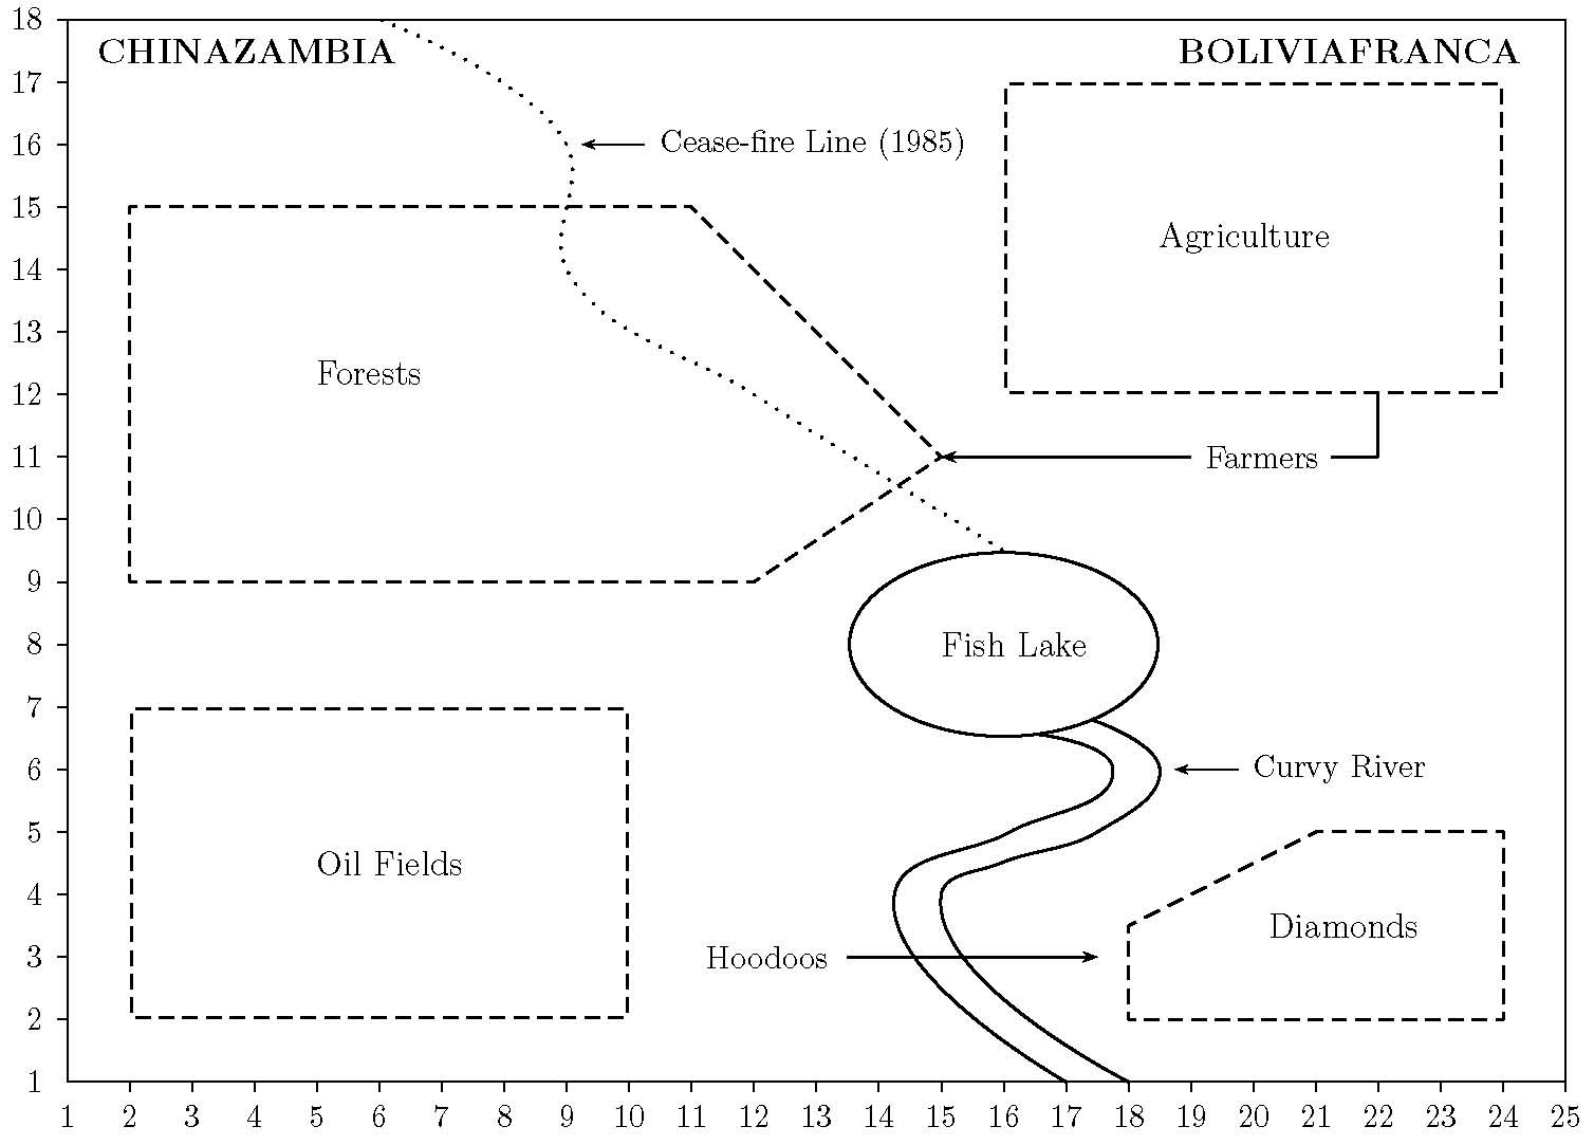 18
CHINAZAMBIA
BOLIVIAFRANCA
17
16
Cease-fire Line (1985)
15
Agriculture
14
13
Forests
12
11
Farmers
10
9
8
Fish Lake
7
6
Curvy River
5
Oil Fields
4
Diamonds
3
Hoodoos
2
1
1 2 3 4 5 6 7 8 9 10 11 12 13 14 15 16 17 18 19 20 21 22 23 24 25